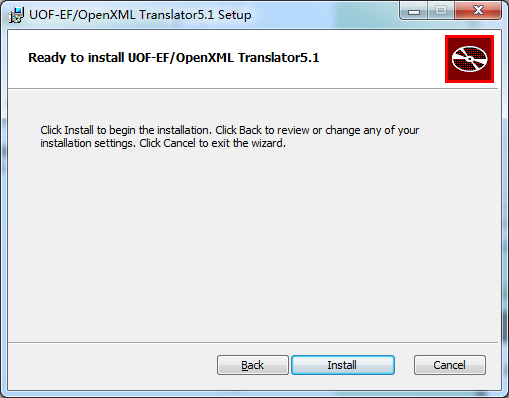 UOF-EF/OpenXML Translator5.1 Setup
Ready to install UOF-EF/OpenXML Translator5.1
Click Install to begin the installation. Click Back to review or change any of your
installation settings. Click Cancel to exit the wizard.
Back Install Cancel